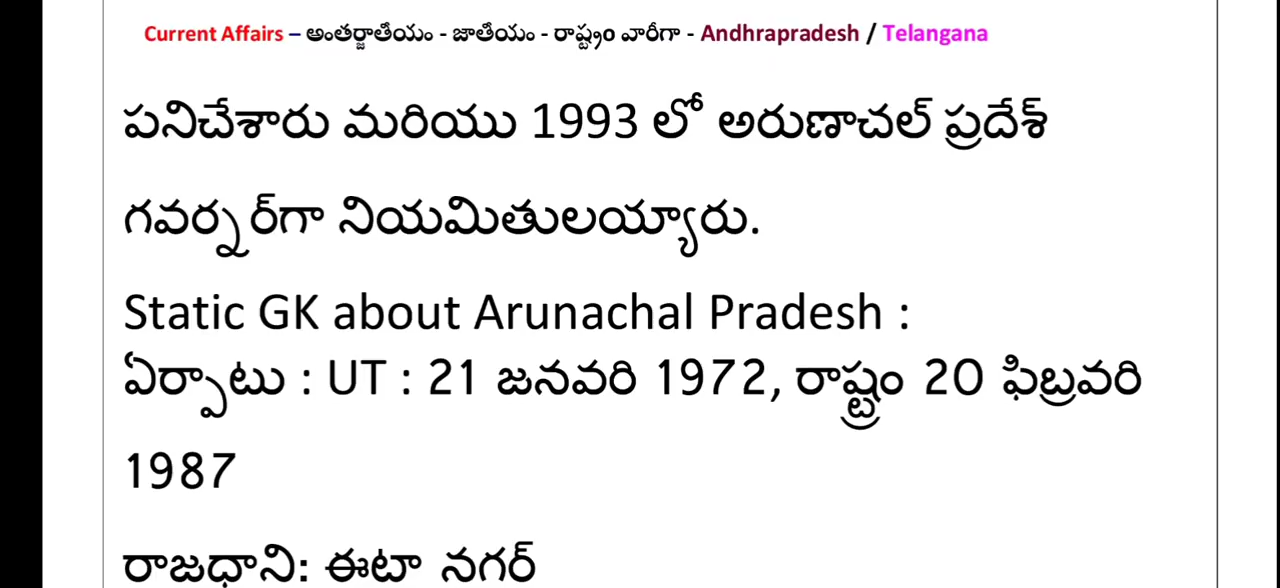 Current Affairs – అంతర్జాతీయం - జాతీయం - రాష్ట్రం వారీగా - Andhrapradesh / Telangana
పనిచేశారు మరియు 1993 లో అరుణాచల్ ప్రదేశ్
గవర్నర్‌గా నియమితులయ్యారు.
Static GK about Arunachal Pradesh :
ఏర్పాటు : UT : 21 జనవరి 1972, రాష్ట్రం 20 ఫిబ్రవరి
1987
రాజధాని: ఈటా నగర్